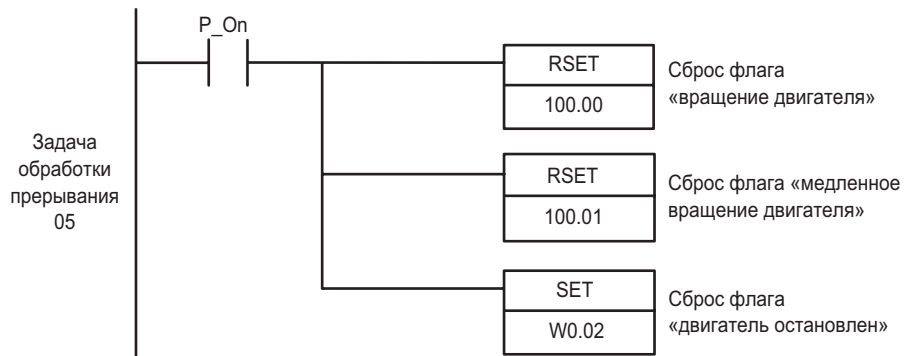 P_On
RSET
100.00
Сброс флага
«вращение двигателя»
Задача
обработки
прерывания
05
RSET
100.01
Сброс флага «медленное
вращение двигателя»
SET
W0.02
Сброс флага
«двигатель остановлен»